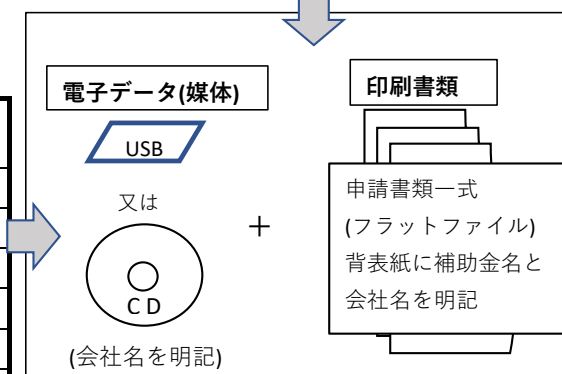 電子データ(媒体)
USB
又は
CD
(会社名を明記)
＋
印刷書類
申請書類一式
(フラットファイル)
背表紙に補助金名と
会社名を明記